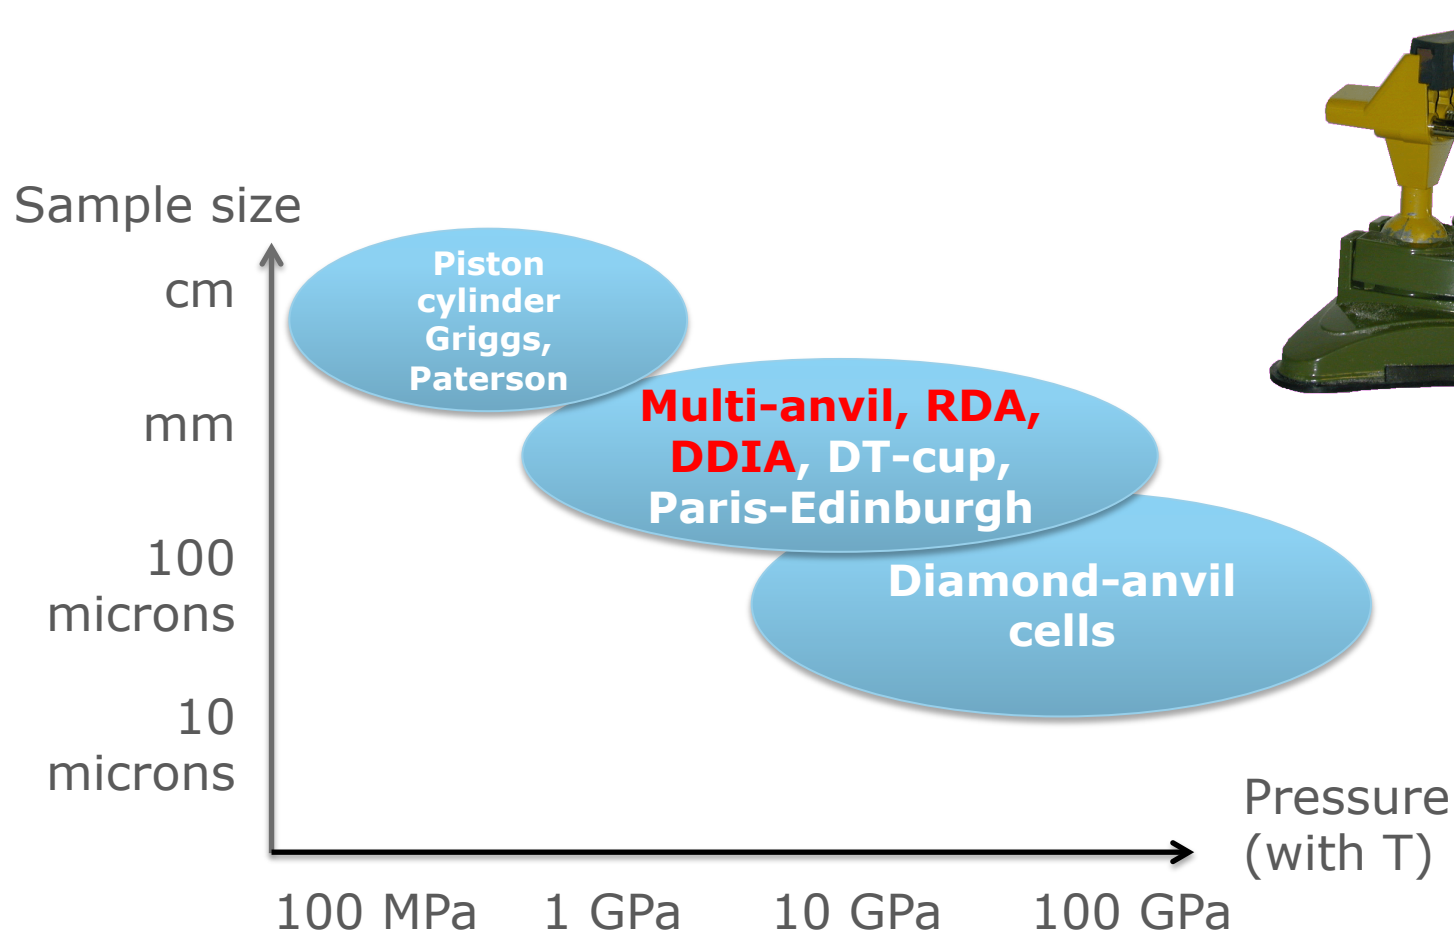 Sample size
cm
mm
100
microns
10
microns
Piston
cylinder
Griggs,
Paterson
Multi-anvil, RDA,
DDIA, DT-cup,
Paris-Edinburgh
Diamond-anvil
cells
Pressure
(with T)
100 MPa
1 GPa
10 GPa
100 GPa